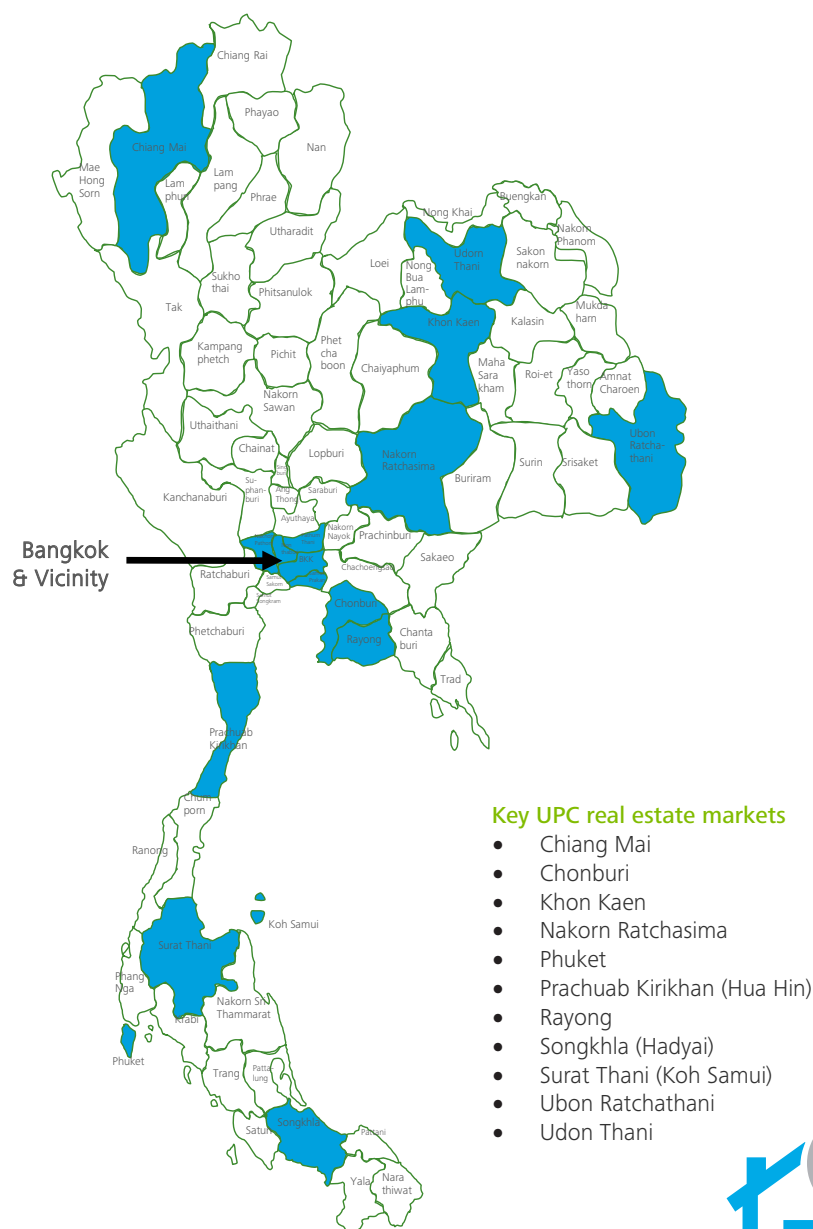 Chiang Rai
Phayao
Chiang Mai
Nan
Mae
Hong
Sorn
Lam
phun
Lam
pang
Phrae
Utharadit
Nong Khai
Buengkan
Nakorn
Phanom
Loei
Udorn
Thani
Sakon
nakorn
Nong
Bua
Lam-
phu
Sukho
thai
Phitsanulok
Tak
Khon Kaen
Kalasin
Mukda
harn
Kampang
phetch
Pichit
Phet
cha
boon
Chaiyaphum
Maha
Sara
kham
Roi-et
Yaso
thorn
Amnat
Charoen
Nakorn
Sawan
Uthaithani
Chainat
Lopburi
Nakorn
Ratchasima
Buriram
Surin
Srisaket
Ubon
Ratcha-
thani
Kanchanaburi
Su-
phan-
buri
Ang
Thong
Saraburi
Ayuthaya
Nakorn
Nayok
Prachinburi
Sakaeo
Bangkok
& Vicinity
BKK
Chachoengsao
Ratchaburi
Samut
Sakorn
Chonburi
Rayong
Chanta
buri
Trad
Phetchaburi
Prachuab
Kirikhan
Chum
porn
Ranong
Koh Samui
Surat Thani
Phang
Nga
Nakorn Sri
Thammarat
Krabi
Phuket
Trang
Patta-
lung
Satun
Songkhla
Pattani
Yala
Nara
thiwat
Key UPC real estate markets
• Chiang Mai
• Chonburi
• Khon Kaen
• Nakorn Ratchasima
• Phuket
• Prachuab Kirikhan (Hua Hin)
• Rayong
• Songkhla (Hadyai)
• Surat Thani (Koh Samui)
• Ubon Ratchathani
• Udon Thani